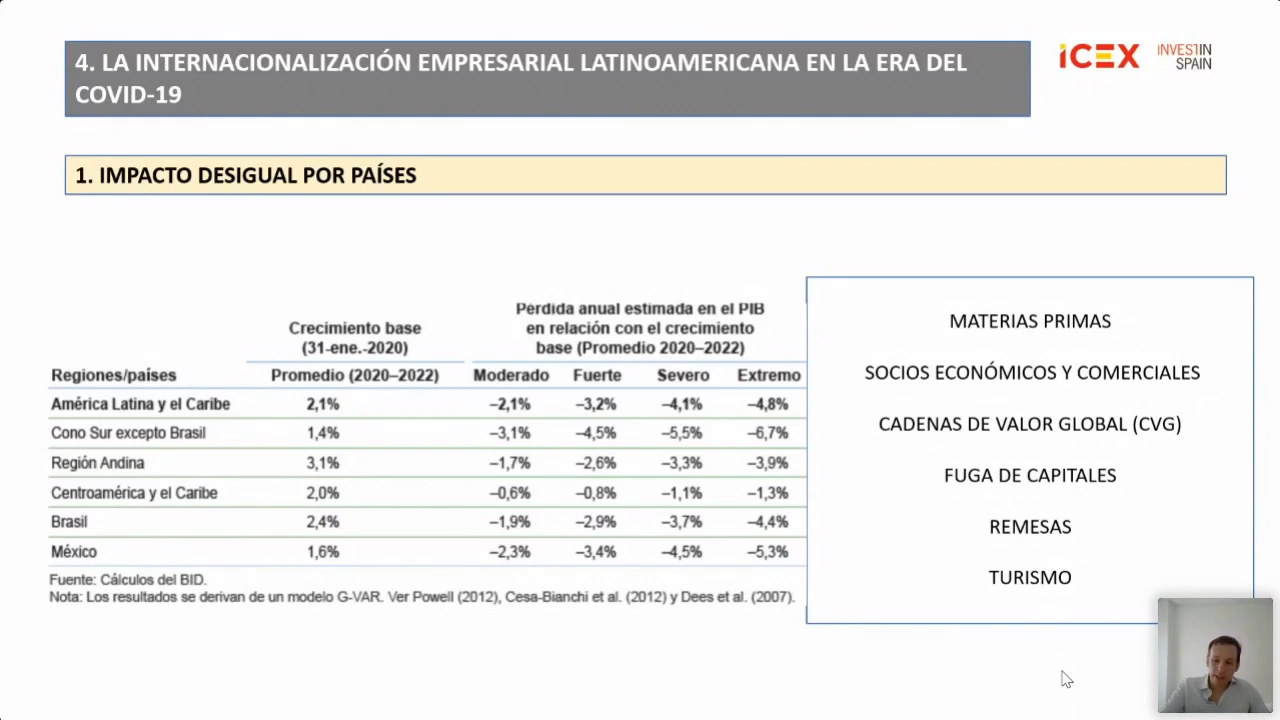 4. LA INTERNACIONALIZACIÓN EMPRESARIAL LATINOAMERICANA EN LA ERA DEL
COVID-19
ICEX
INVEST IN
SPAIN
1. IMPACTO DESIGUAL POR PAÍSES
Pérdida anual estimada en el PIB
Crecimiento base en relación con el crecimiento
(31-ene.-2020) base (Promedio 2020–2022)
Regiones/países Promedio (2020–2022) Moderado Fuerte Severo Extremo
América Latina y el Caribe 2,1% –2,1% –3,2% –4,1% –4,8%
Cono Sur excepto Brasil 1,4% –3,1% –4,5% –5,5% –6,7%
Región Andina 3,1% –1,7% –2,6% –3,3% –3,9%
Centroamérica y el Caribe 2,0% –0,6% –0,8% –1,1% –1,3%
Brasil 2,4% –1,9% –2,9% –3,7% –4,4%
México 1,6% –2,3% –3,4% –4,5% –5,3%
Fuente: Cálculos del BID.
Nota: Los resultados se derivan de un modelo G-VAR. Ver Powell (2012), Cesa-Bianchi et al. (2012) y Dees et al. (2007).
MATERIAS PRIMAS
SOCIOS ECONÓMICOS Y COMERCIALES
CADENAS DE VALOR GLOBAL (CVG)
FUGA DE CAPITALES
REMESAS
TURISMO